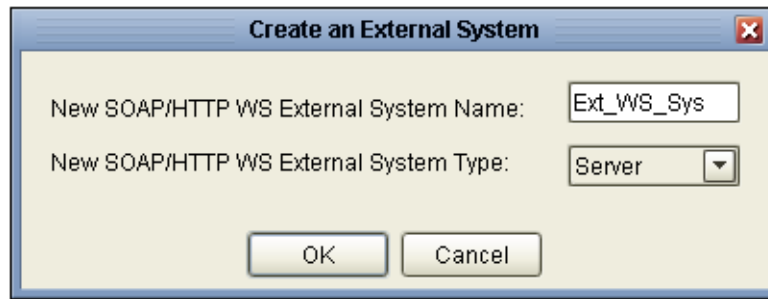 Create an External System
New SOAP/HTTP WS External System Name: Ext_WS_Sys
New SOAP/HTTP WS External System Type: Server
OK Cancel